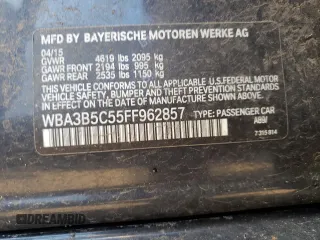 MFD BY BAYERISCHE MOTOREN WERKE AG
04/15
GVWR 4619 lbs 2095 kg
GAWR FRONT 2194 lbs 995 kg
GAWR REAR 2535 lbs 1150 kg
THIS VEHICLE CONFORMS TO ALL APPLICABLE U.S.FEDERAL
MOTOR VEHICLE SAFETY, BUMPER, AND THEFT PREVENTION
STANDARDS IN EFFECT ON THE DATE OF MANUFACTURE SHOWN ABOVE.
WBA3B5C55FF962857 TYPE: PASSENGER CAR
DREAMBID